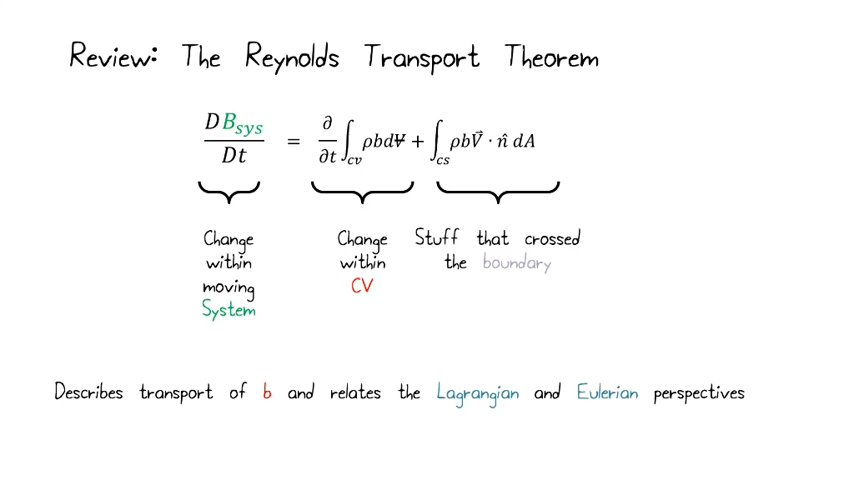 Review: The Reynolds Transport Theorem
DB_sys/Dt = ∂/∂t ∫_cv ρbdV̶ + ∫_cs ρbV⃗ · n̂ dA
Change within moving System
Change within CV
Stuff that crossed the boundary
Describes transport of b and relates the Lagrangian and Eulerian perspectives